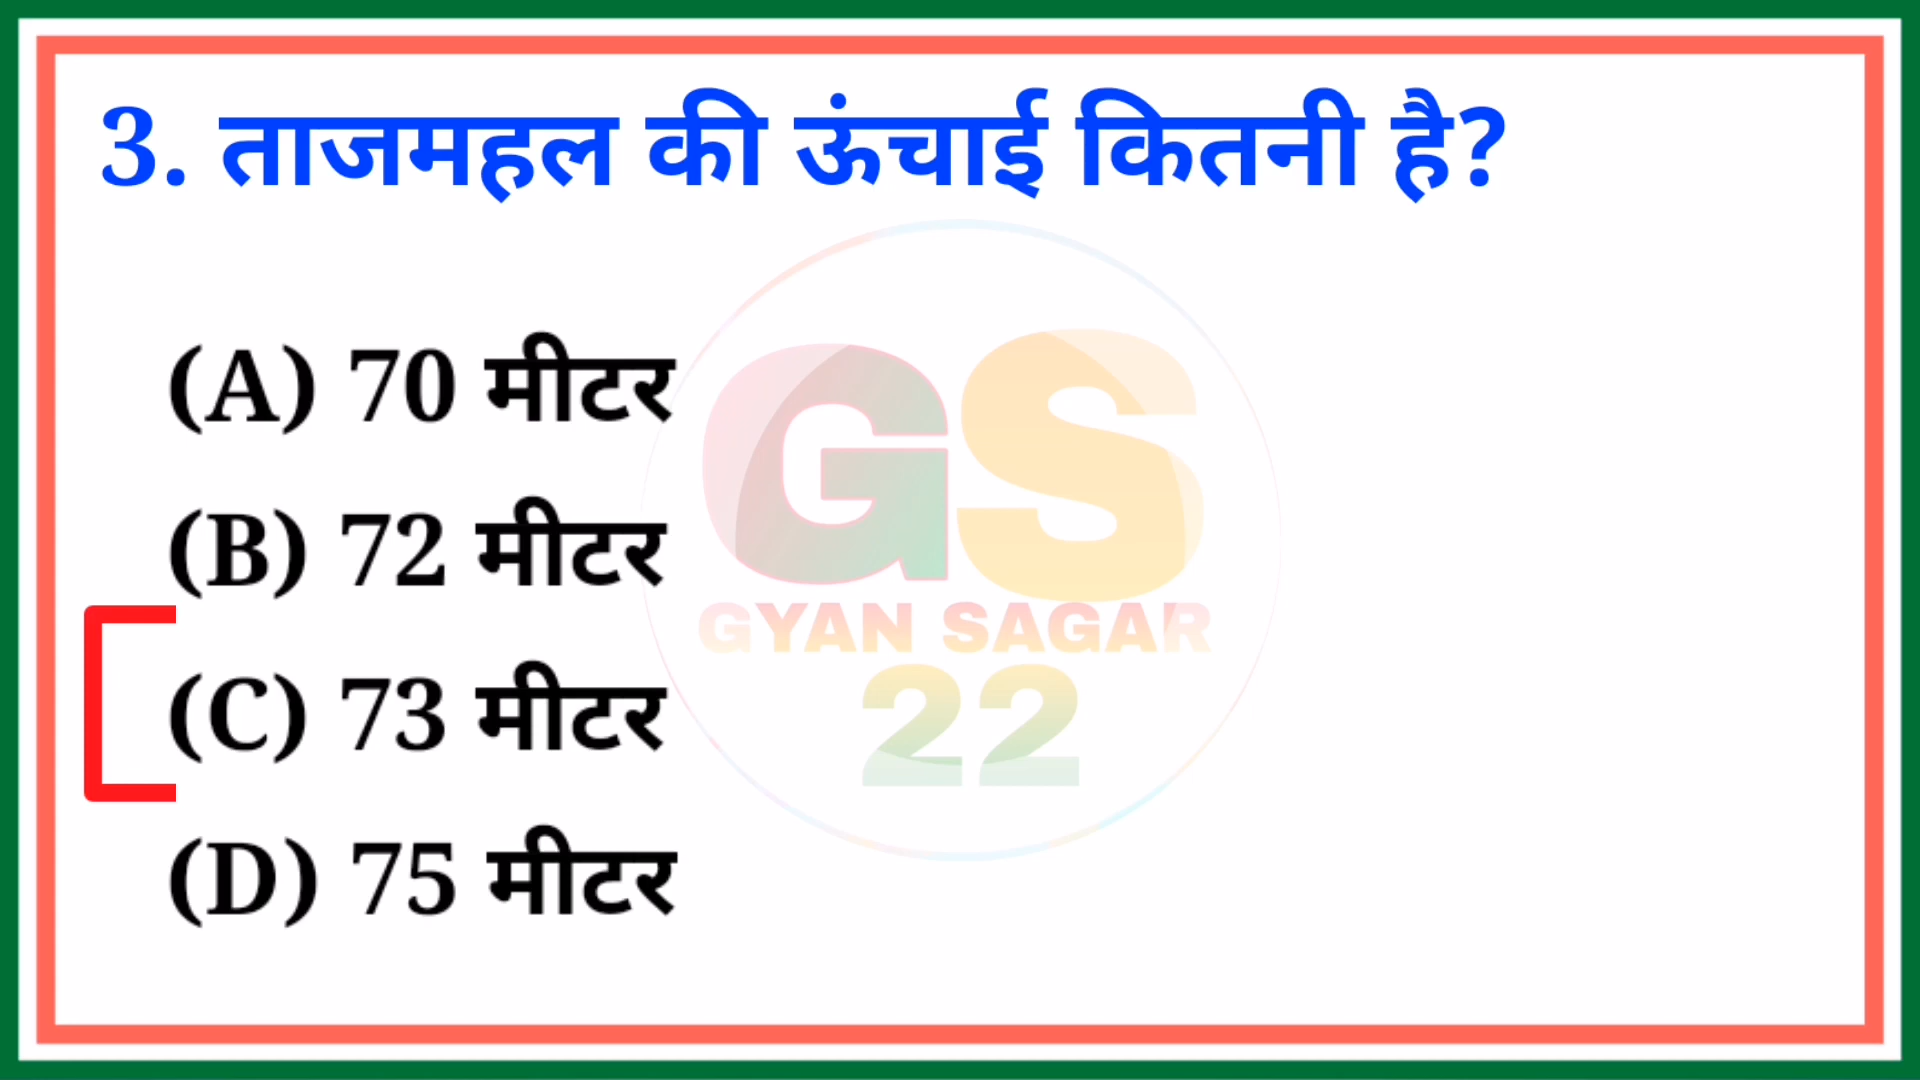 3. ताजमहल की ऊंचाई कितनी है?
(A) 70 मीटर
(B) 72 मीटर
(C) 73 मीटर
(D) 75 मीटर
GS
GYAN SAGAR
22